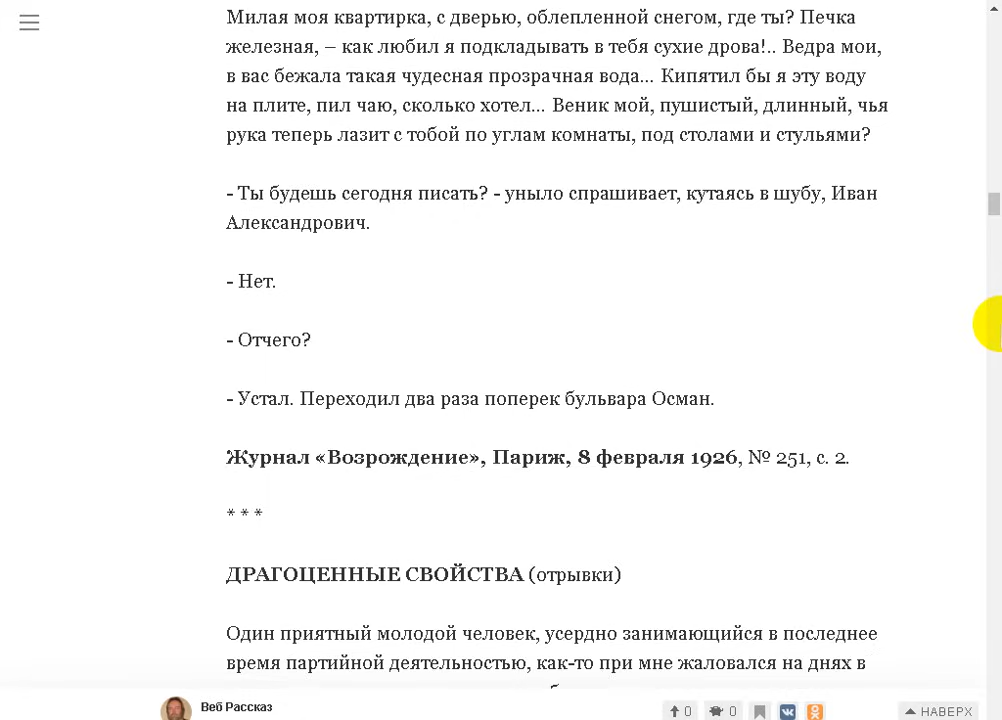 Милая моя квартирка, с дверью, облепленной снегом, где ты? Печка
железная, – как любил я подкладывать в тебя сухие дрова!.. Ведра мои,
в вас бежала такая чудесная прозрачная вода... Кипятил бы я эту воду
на плите, пил чаю, сколько хотел... Веник мой, пушистый, длинный, чья
рука теперь лазит с тобой по углам комнаты, под столами и стульями?
- Ты будешь сегодня писать? - уныло спрашивает, кутаясь в шубу, Иван
Александрович.
- Нет.
- Отчего?
- Устал. Переходил два раза поперек бульвара Осман.
Журнал «Возрождение», Париж, 8 февраля 1926, № 251, с. 2.
* * *
ДРАГОЦЕННЫЕ СВОЙСТВА (отрывки)
Один приятный молодой человек, усердно занимающийся в последнее
время партийной деятельностью, как-то при мне жаловался на днях в
Веб Рассказ
0
0
НАВЕРХ